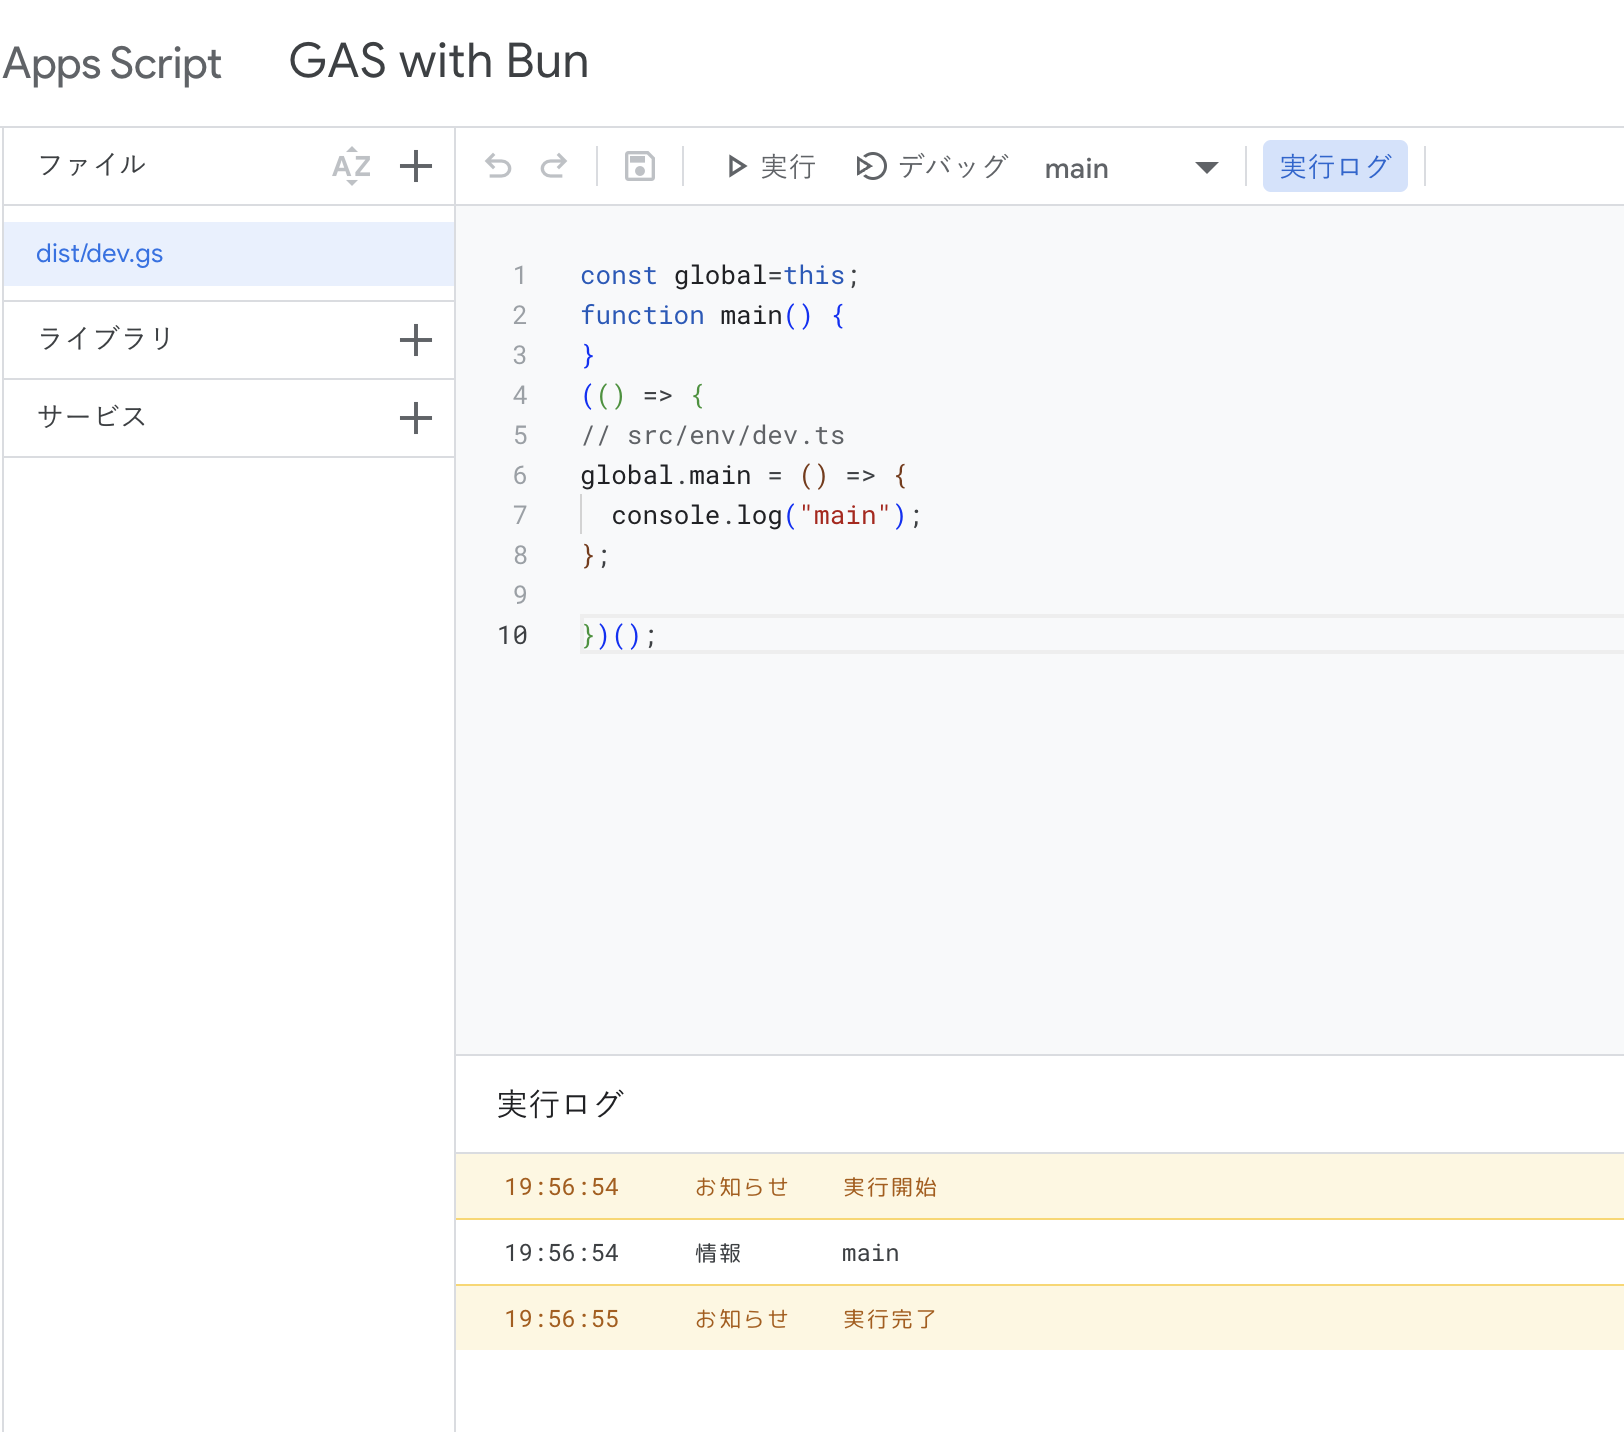 Apps Script GAS with Bun
ファイル AZ
実行 デバッグ main 実行ログ
dist/dev.gs
ライブラリ
サービス
1 const global=this;
2 function main() {
3 }
4 (() => {
5 // src/env/dev.ts
6 global.main = () => {
7 console.log("main");
8 };
9
10 })();
実行ログ
19:56:54 お知らせ 実行開始
19:56:54 情報 main
19:56:55 お知らせ 実行完了